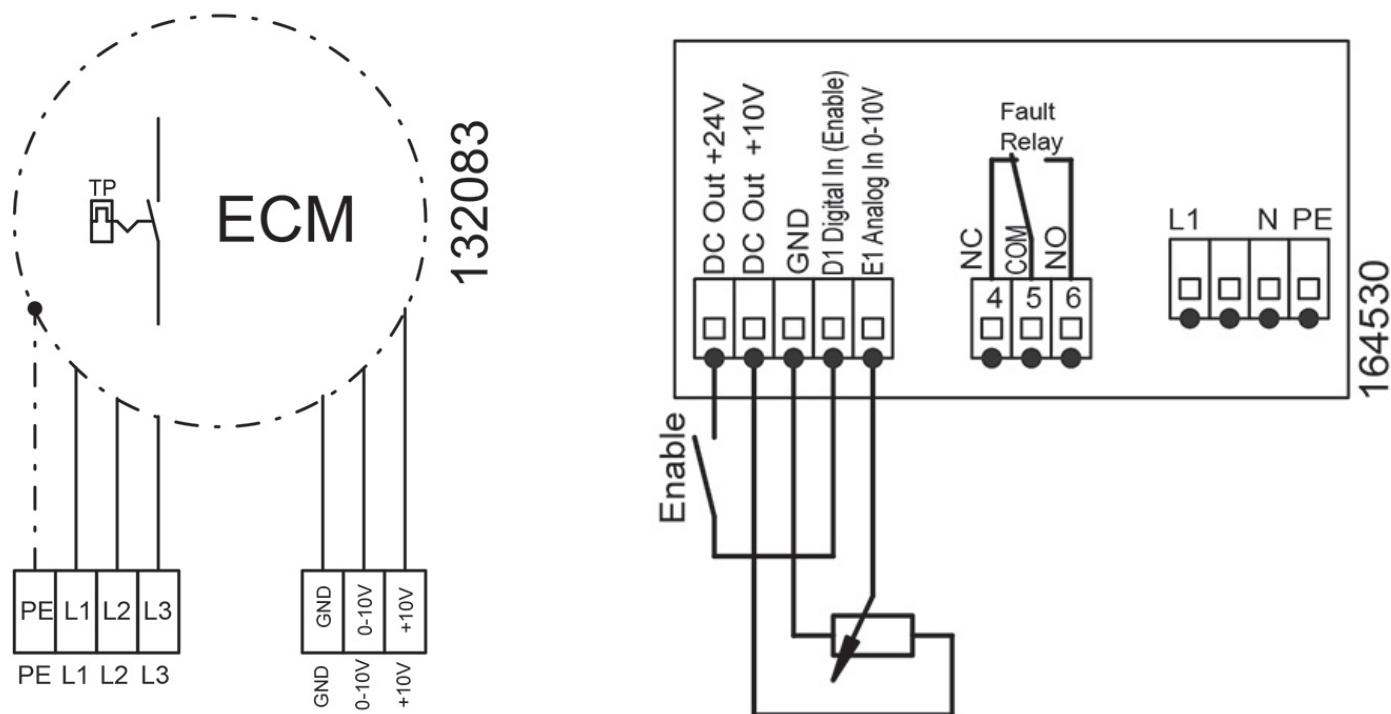 TP
ECM
132083
PE L1 L2 L3
PE L1 L2 L3
GND 0-10V +10V
GND 0-10V +10V
DC Out +24V
DC Out +10V
GND
D1 Digital In (Enable)
E1 Analog In 0-10V
Fault
Relay
NC COM NO
4 5 6
L1 N PE
164530
Enable